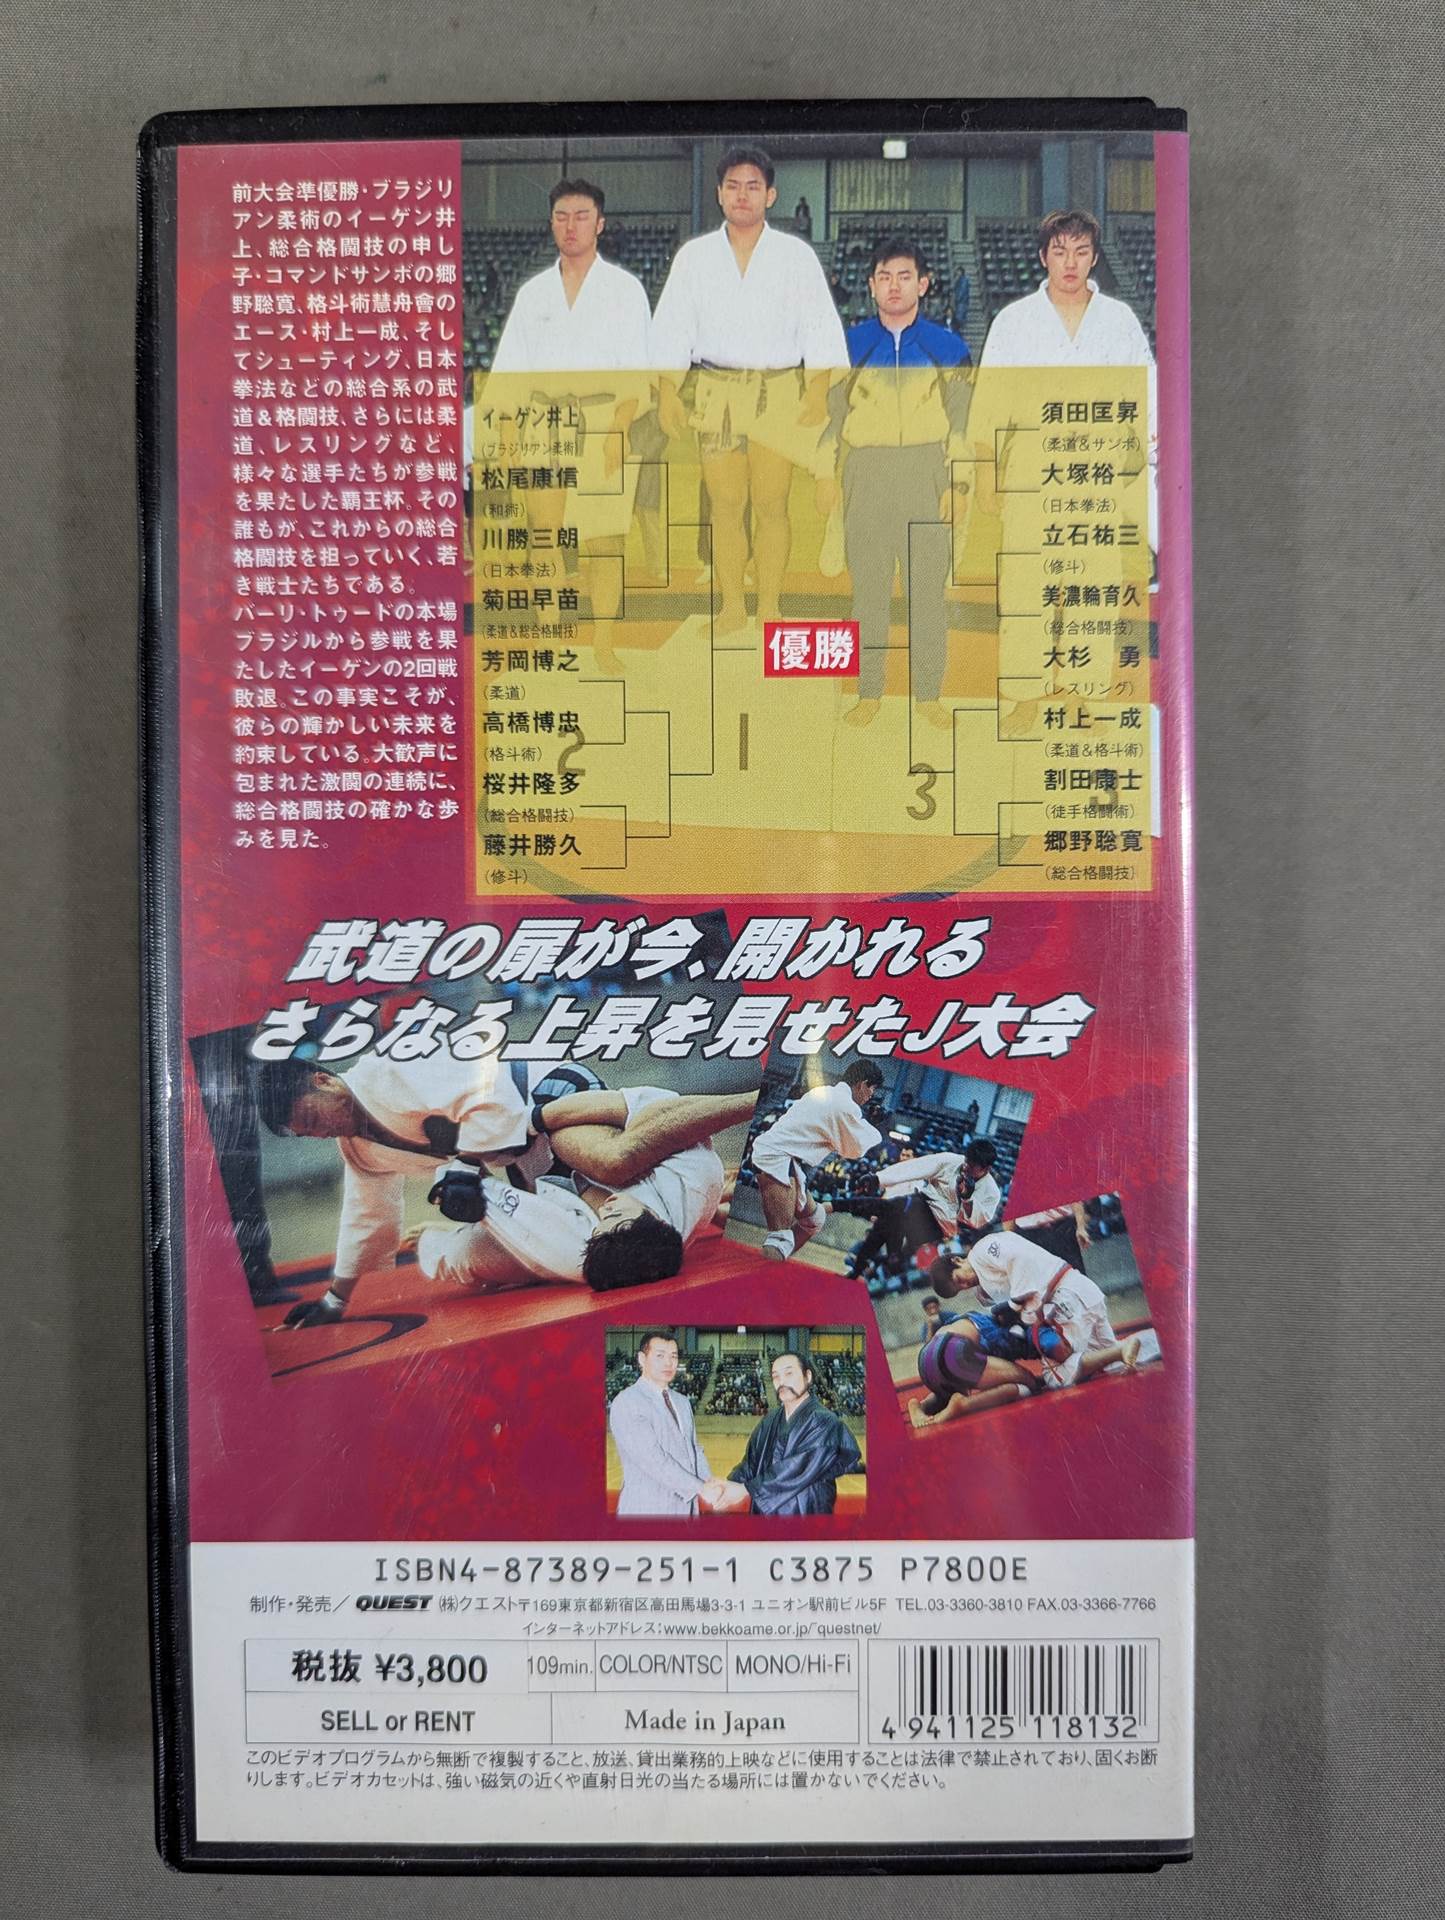 前大会準優勝・ブラジリ
アン柔術のイーゲン井
上、総合格闘技の申し
子・コマンドサンボの郷
野聡寛、格斗術慧舟會の
エース・村上一成、そし
てシューティング、日本
拳法などの総合系の武
道&格闘技、さらには柔
道、レスリングなど、
様々な選手たちが参戦
を果たした覇王杯。その
誰もが、これからの総合
格闘技を担っていく、若
き戦士たちである。
バーリ・トゥードの本場
ブラジルから参戦を果
たしたイーゲンの2回戦
敗退。この事実こそが、
彼らの輝かしい未来を
約束している。大歓声に
包まれた激闘の連続に、
総合格闘技の確かな歩
みを見た。
イーゲン井上
(ブラジリアン柔術)
松尾康信
(和術)
川勝三朗
(日本拳法)
菊田早苗
(柔道&総合格闘技)
芳岡博之
(柔道)
高橋博忠
(格斗術)
桜井隆多
(総合格闘技)
藤井勝久
(修斗)
優勝
須田匡昇
(柔道&サンボ)
大塚裕一
(日本拳法)
立石祐三
(修斗)
美濃輪育久
(総合格闘技)
大杉 勇
(レスリング)
村上一成
(柔道&格斗術)
割田康士
(徒手格闘術)
郷野聡寛
(総合格闘技)
2
1
3
3
武道の扉が今、開かれる
さらなる上昇を見せたJ大会
ISBN4-87389-251-1 C3875 P7800E
制作・発売／QUEST ㈱クエスト〒169東京都新宿区高田馬場3-3-1 ユニオン駅前ビル5F TEL.03-3360-3810 FAX.03-3366-7766
インターネットアドレス:www.bekkoame.or.jp/~questnet/
税抜 ¥3,800 109min. COLOR/NTSC MONO/Hi-Fi
SELL or RENT Made in Japan
4 941125 118132
このビデオプログラムから無断で複製すること、放送、貸出業務的上映などに使用することは法律で禁止されており、固くお断
りします。ビデオカセットは、強い磁気の近くや直射日光の当たる場所には置かないでください。